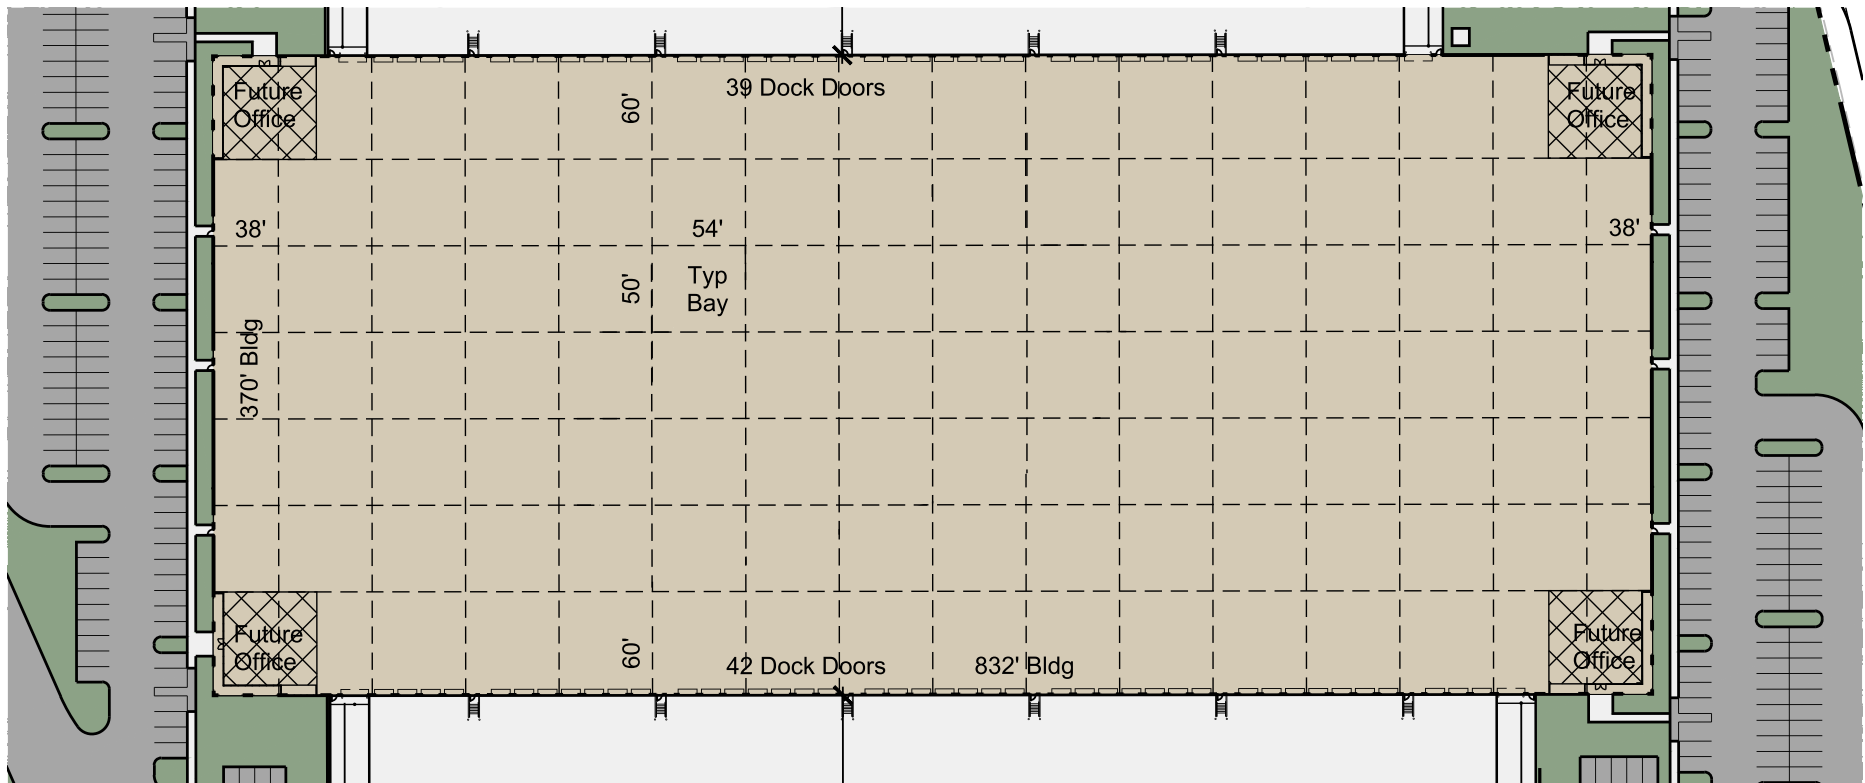 Future
Office
39 Dock Doors
60'
Future
Office
38'
54'
38'
50'
Typ
Bay
370' Bldg
Future
Office
60'
42 Dock Doors
832' Bldg
Future
Office